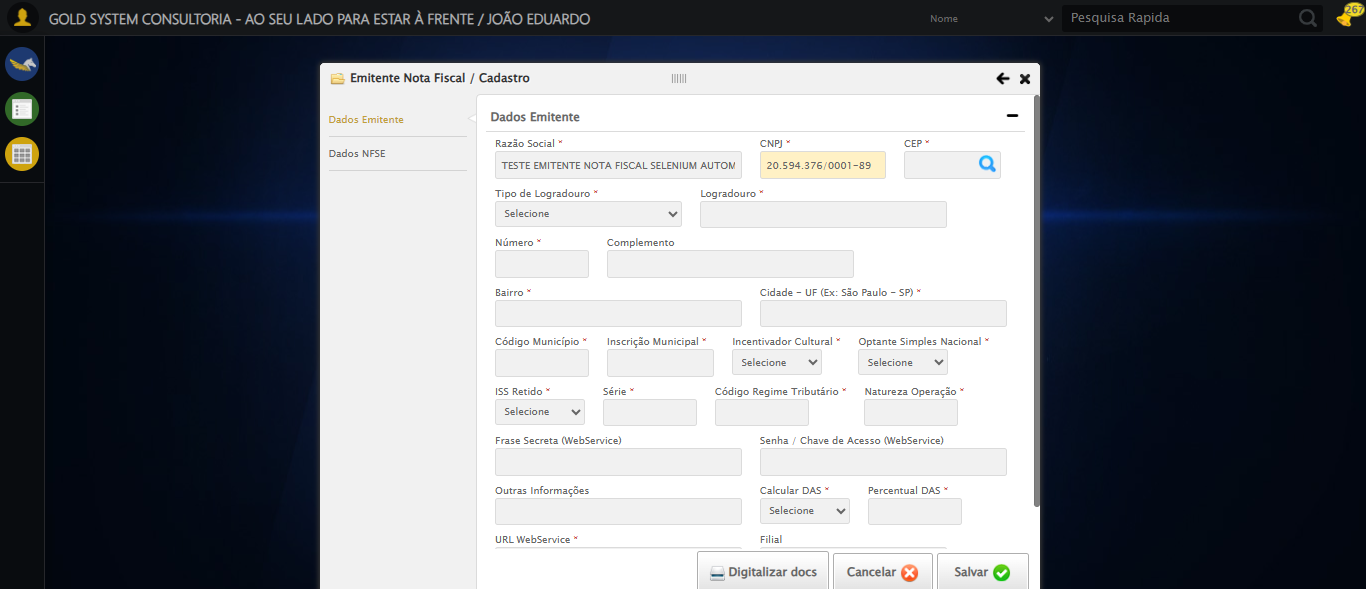 GOLD SYSTEM CONSULTORIA - AO SEU LADO PARA ESTAR À FRENTE / JOÃO EDUARDO
Nome
Pesquisa Rapida
267
Emitente Nota Fiscal / Cadastro
Dados Emitente
Dados NFSE
Dados Emitente
Razão Social * CNPJ * CEP *
TESTE EMITENTE NOTA FISCAL SELENIUM AUTOM 20.594.376/0001-89
Tipo de Logradouro * Logradouro *
Selecione
Número * Complemento
Bairro * Cidade - UF (Ex: São Paulo - SP) *
Código Município * Inscrição Municipal * Incentivador Cultural * Optante Simples Nacional *
Selecione Selecione
ISS Retido * Série * Código Regime Tributário * Natureza Operação *
Selecione
Frase Secreta (WebService) Senha / Chave de Acesso (WebService)
Outras Informações Calcular DAS * Percentual DAS *
Selecione
URL WebService * Filial
Digitalizar docs Cancelar Salvar